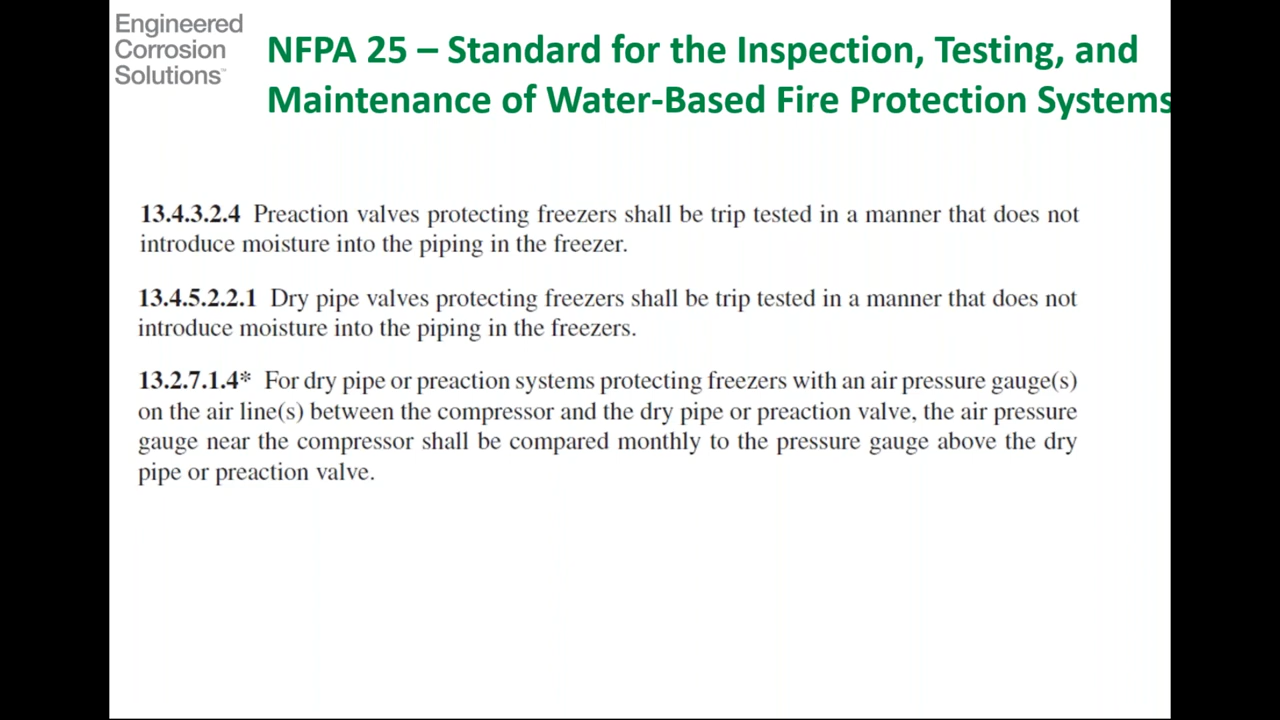 Engineered
Corrosion
Solutions™
NFPA 25 – Standard for the Inspection, Testing, and
Maintenance of Water-Based Fire Protection Systems
13.4.3.2.4 Preaction valves protecting freezers shall be trip tested in a manner that does not
introduce moisture into the piping in the freezer.
13.4.5.2.2.1 Dry pipe valves protecting freezers shall be trip tested in a manner that does not
introduce moisture into the piping in the freezers.
13.2.7.1.4* For dry pipe or preaction systems protecting freezers with an air pressure gauge(s)
on the air line(s) between the compressor and the dry pipe or preaction valve, the air pressure
gauge near the compressor shall be compared monthly to the pressure gauge above the dry
pipe or preaction valve.